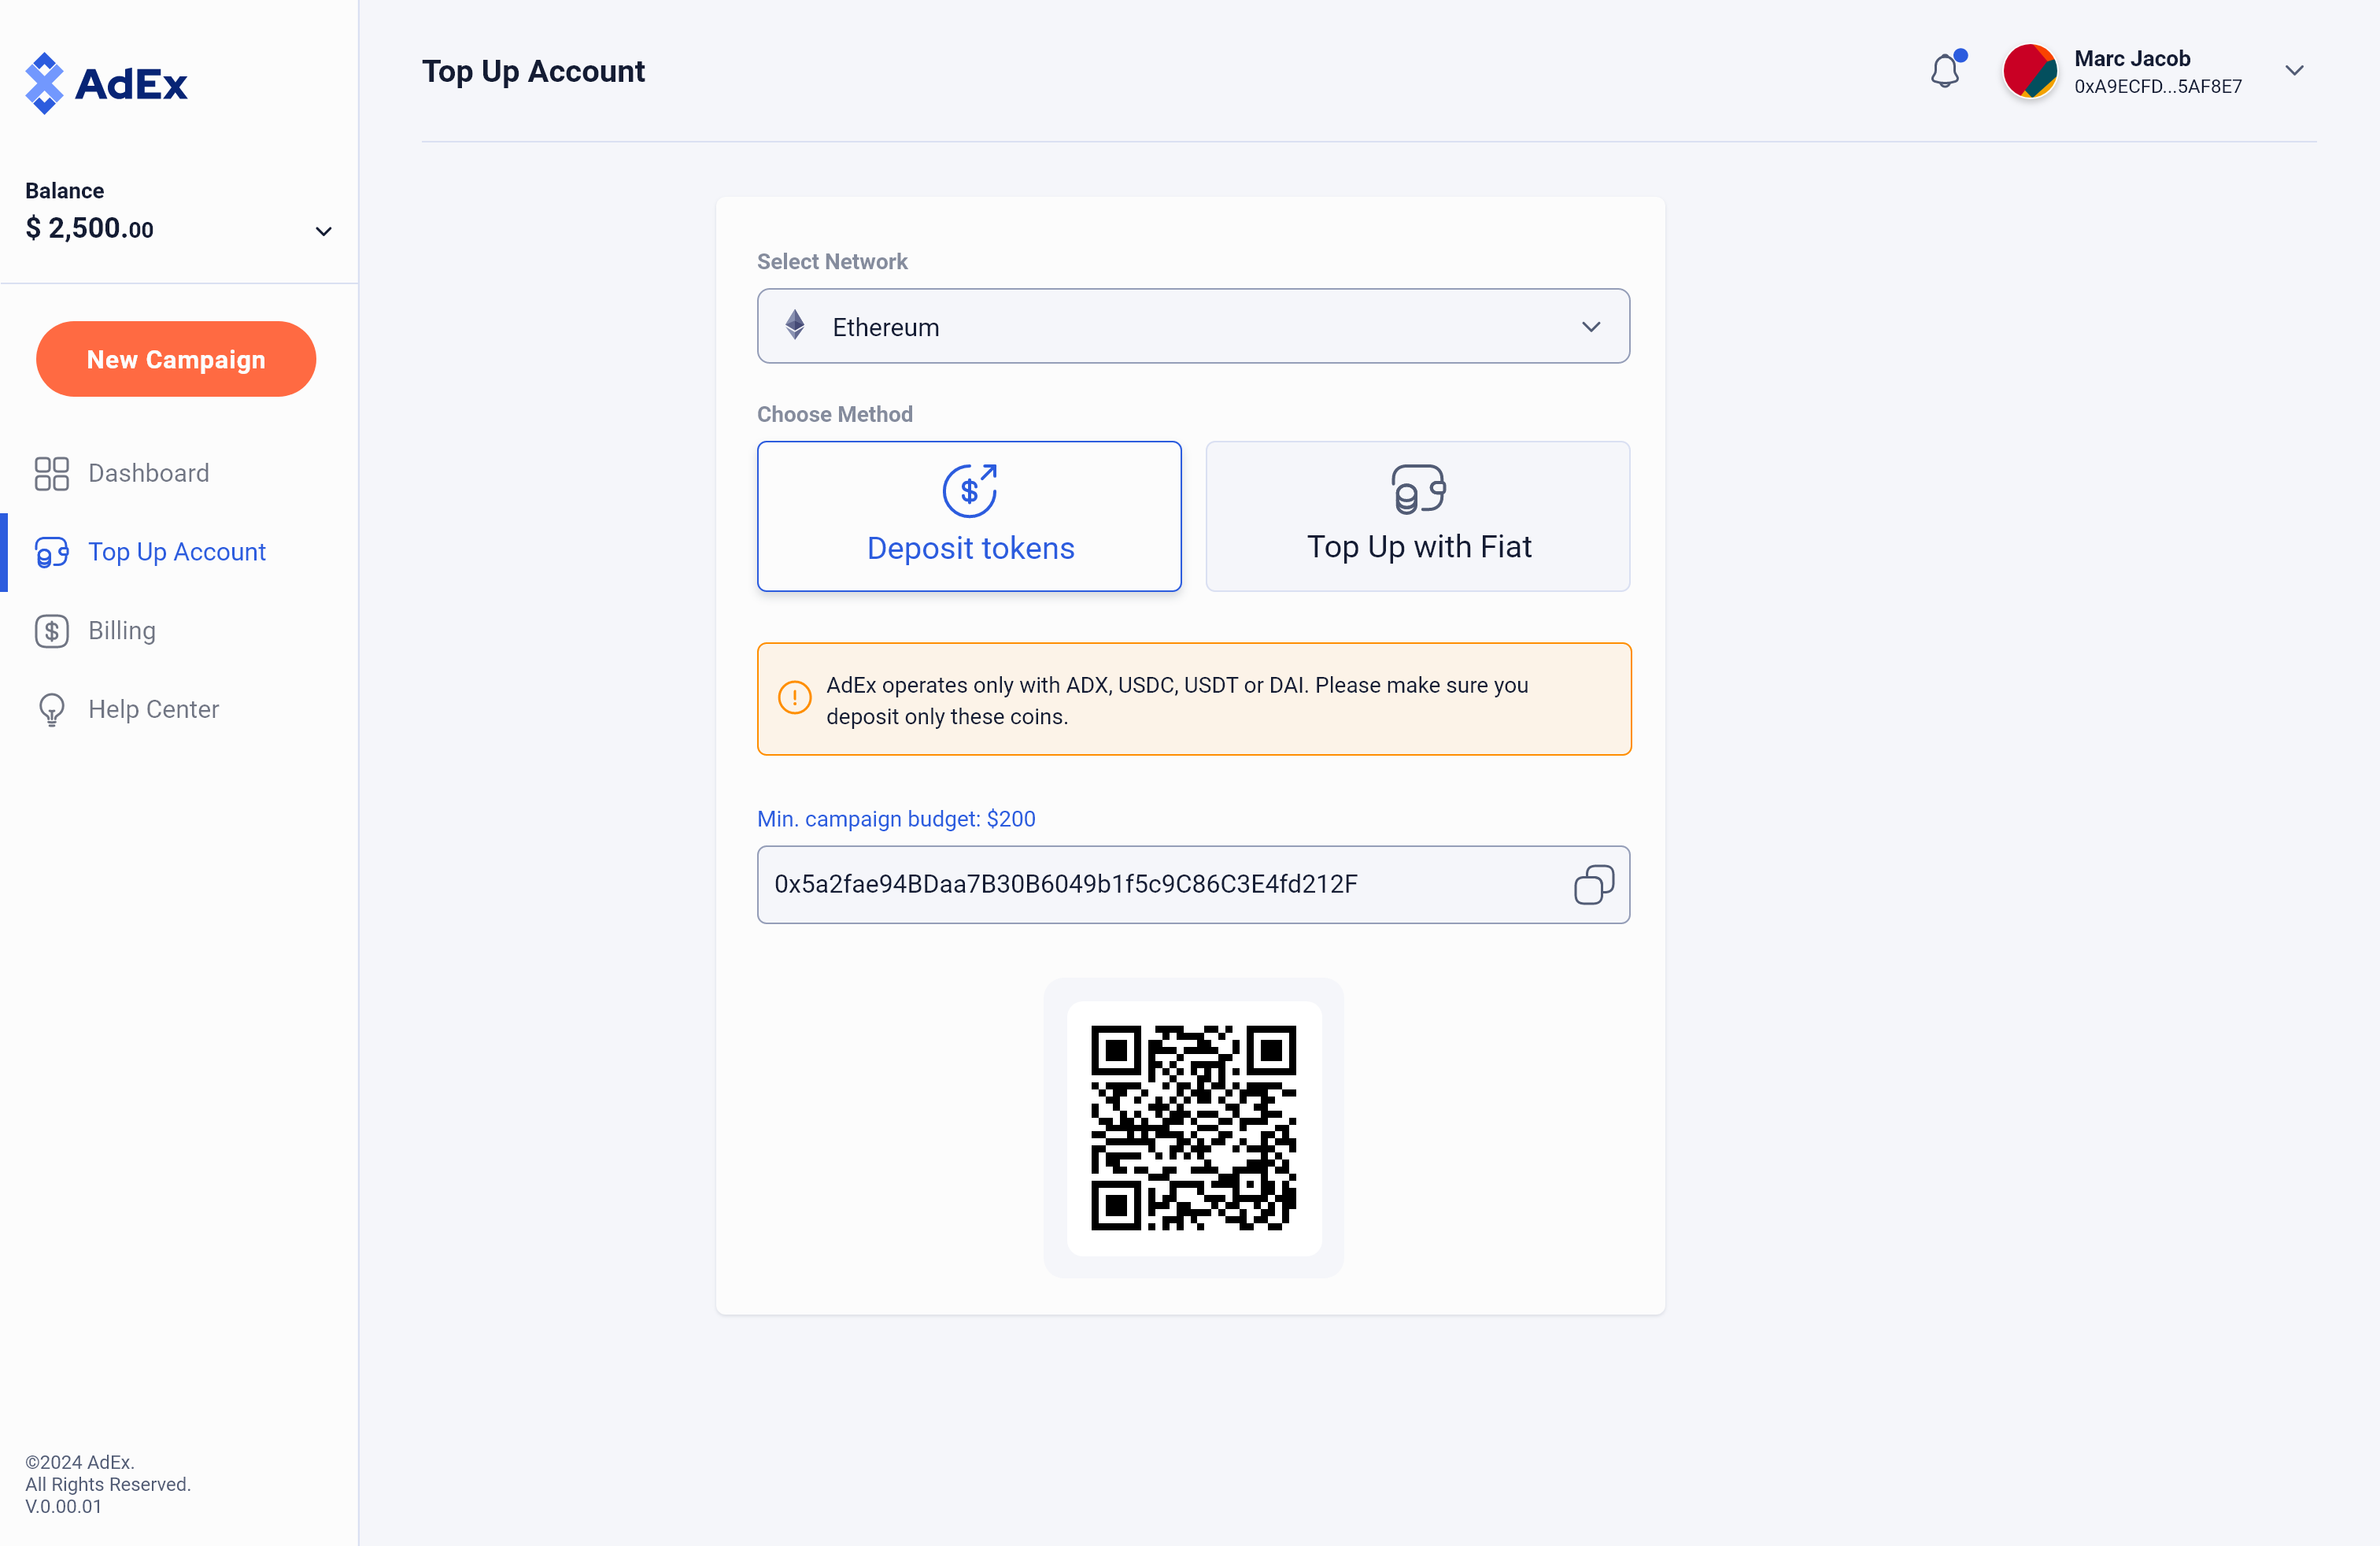 AdEx
Balance
$ 2,500.00
New Campaign
Dashboard
Top Up Account
Billing
Help Center
©2024 AdEx.
All Rights Reserved.
V.0.00.01
Top Up Account
Marc Jacob
0xA9ECFD...5AF8E7
Select Network
Ethereum
Choose Method
Deposit tokens
Top Up with Fiat
AdEx operates only with ADX, USDC, USDT or DAI. Please make sure you
deposit only these coins.
Min. campaign budget: $200
0x5a2fae94BDaa7B30B6049b1f5c9C86C3E4fd212F